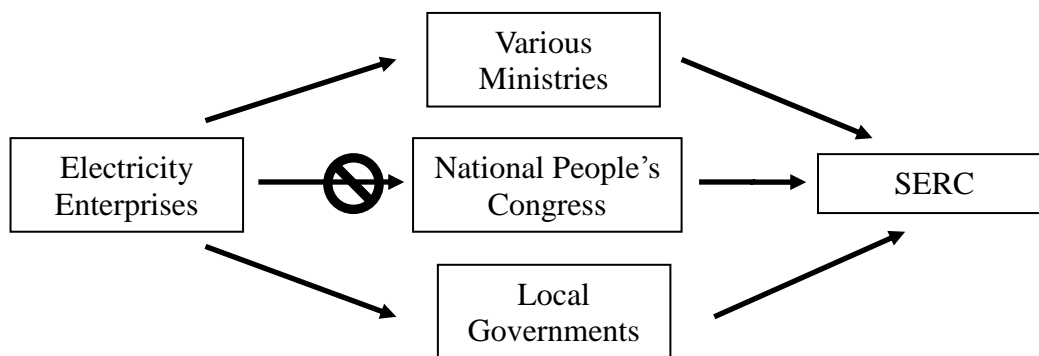 Various
Ministries
Electricity
Enterprises
National People’s
Congress
SERC
Local
Governments